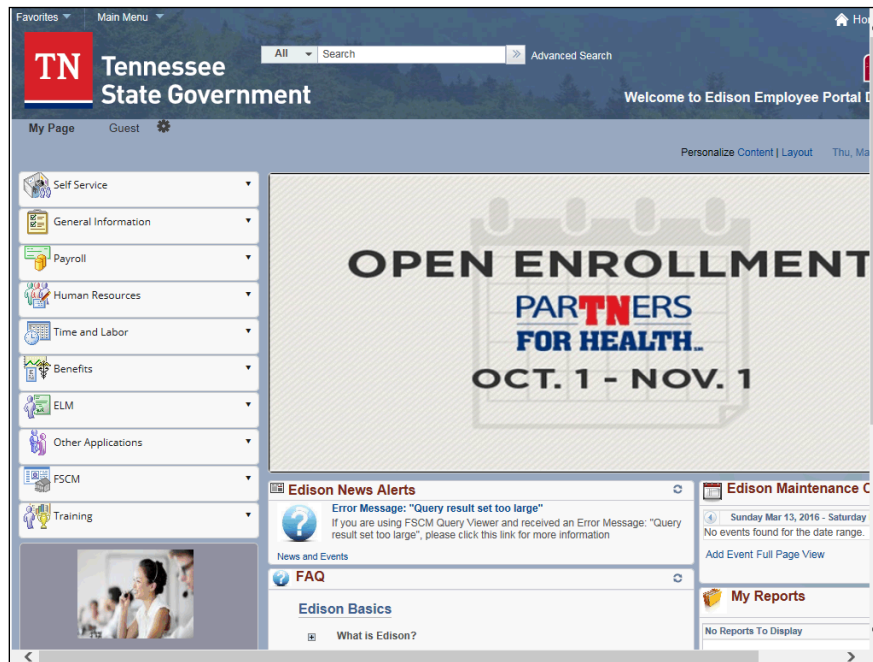 Favorites Main Menu
TN Tennessee
State Government
All Search Advanced Search
Welcome to Edison Employee Portal
My Page Guest
Personalize Content | Layout Thu,
Self Service
General Information
Payroll
Human Resources
Time and Labor
Benefits
ELM
Other Applications
FSCM
Training
OPEN ENROLLMENT
PARTNERS
FOR HEALTH
OCT. 1 - NOV. 1
Edison News Alerts
Error Message: "Query result set too large"
If you are using FSCM Query Viewer and received an Error Message: "Query
result set too large", please click this link for more information
News and Events
FAQ
Edison Basics
What is Edison?
Edison Maintenance
Sunday Mar 13, 2016 - Saturday
No events found for the date range.
Add Event Full Page View
My Reports
No Reports To Display